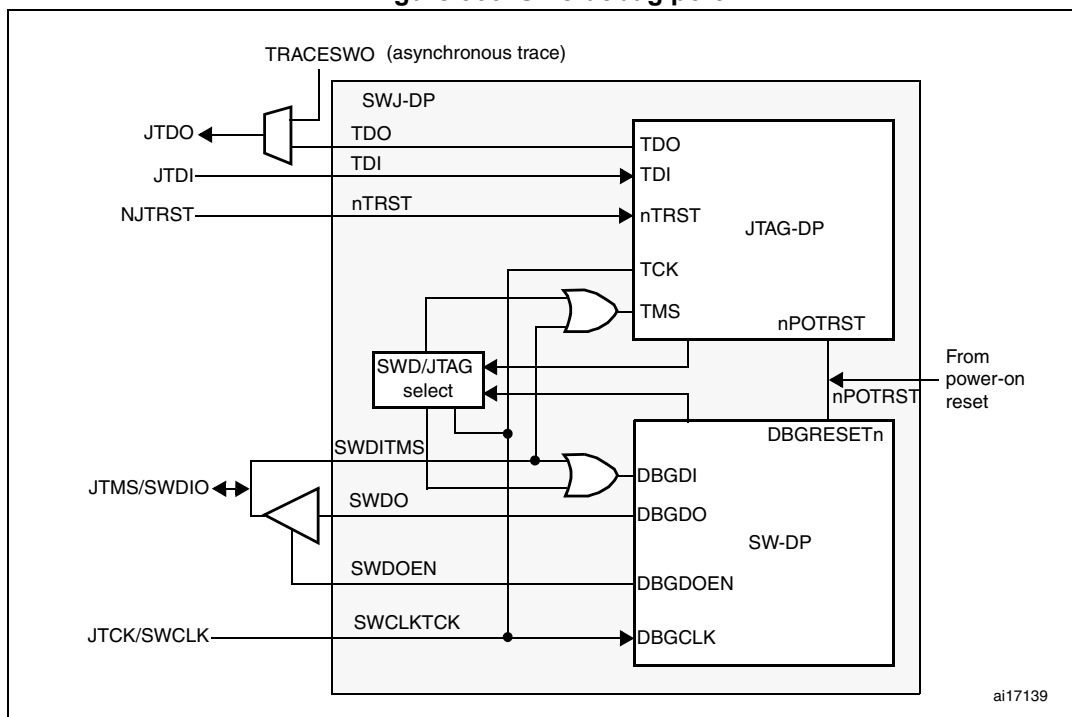 TRACESWO (asynchronous trace)
SWJ-DP
JTDO
TDO
TDO
JTDI
TDI
TDI
NJTRST
nTRST
nTRST
JTAG-DP
TCK
TMS
nPOTRST
SWD/JTAG
select
From
power-on
reset
nPOTRST
DBGRESETn
SWDITMS
DBGDI
JTMS/SWDIO
SWDO
DBGDO
SW-DP
SWDOEN
DBGDOEN
JTCK/SWCLK
SWCLKTCK
DBGCLK
ai17139